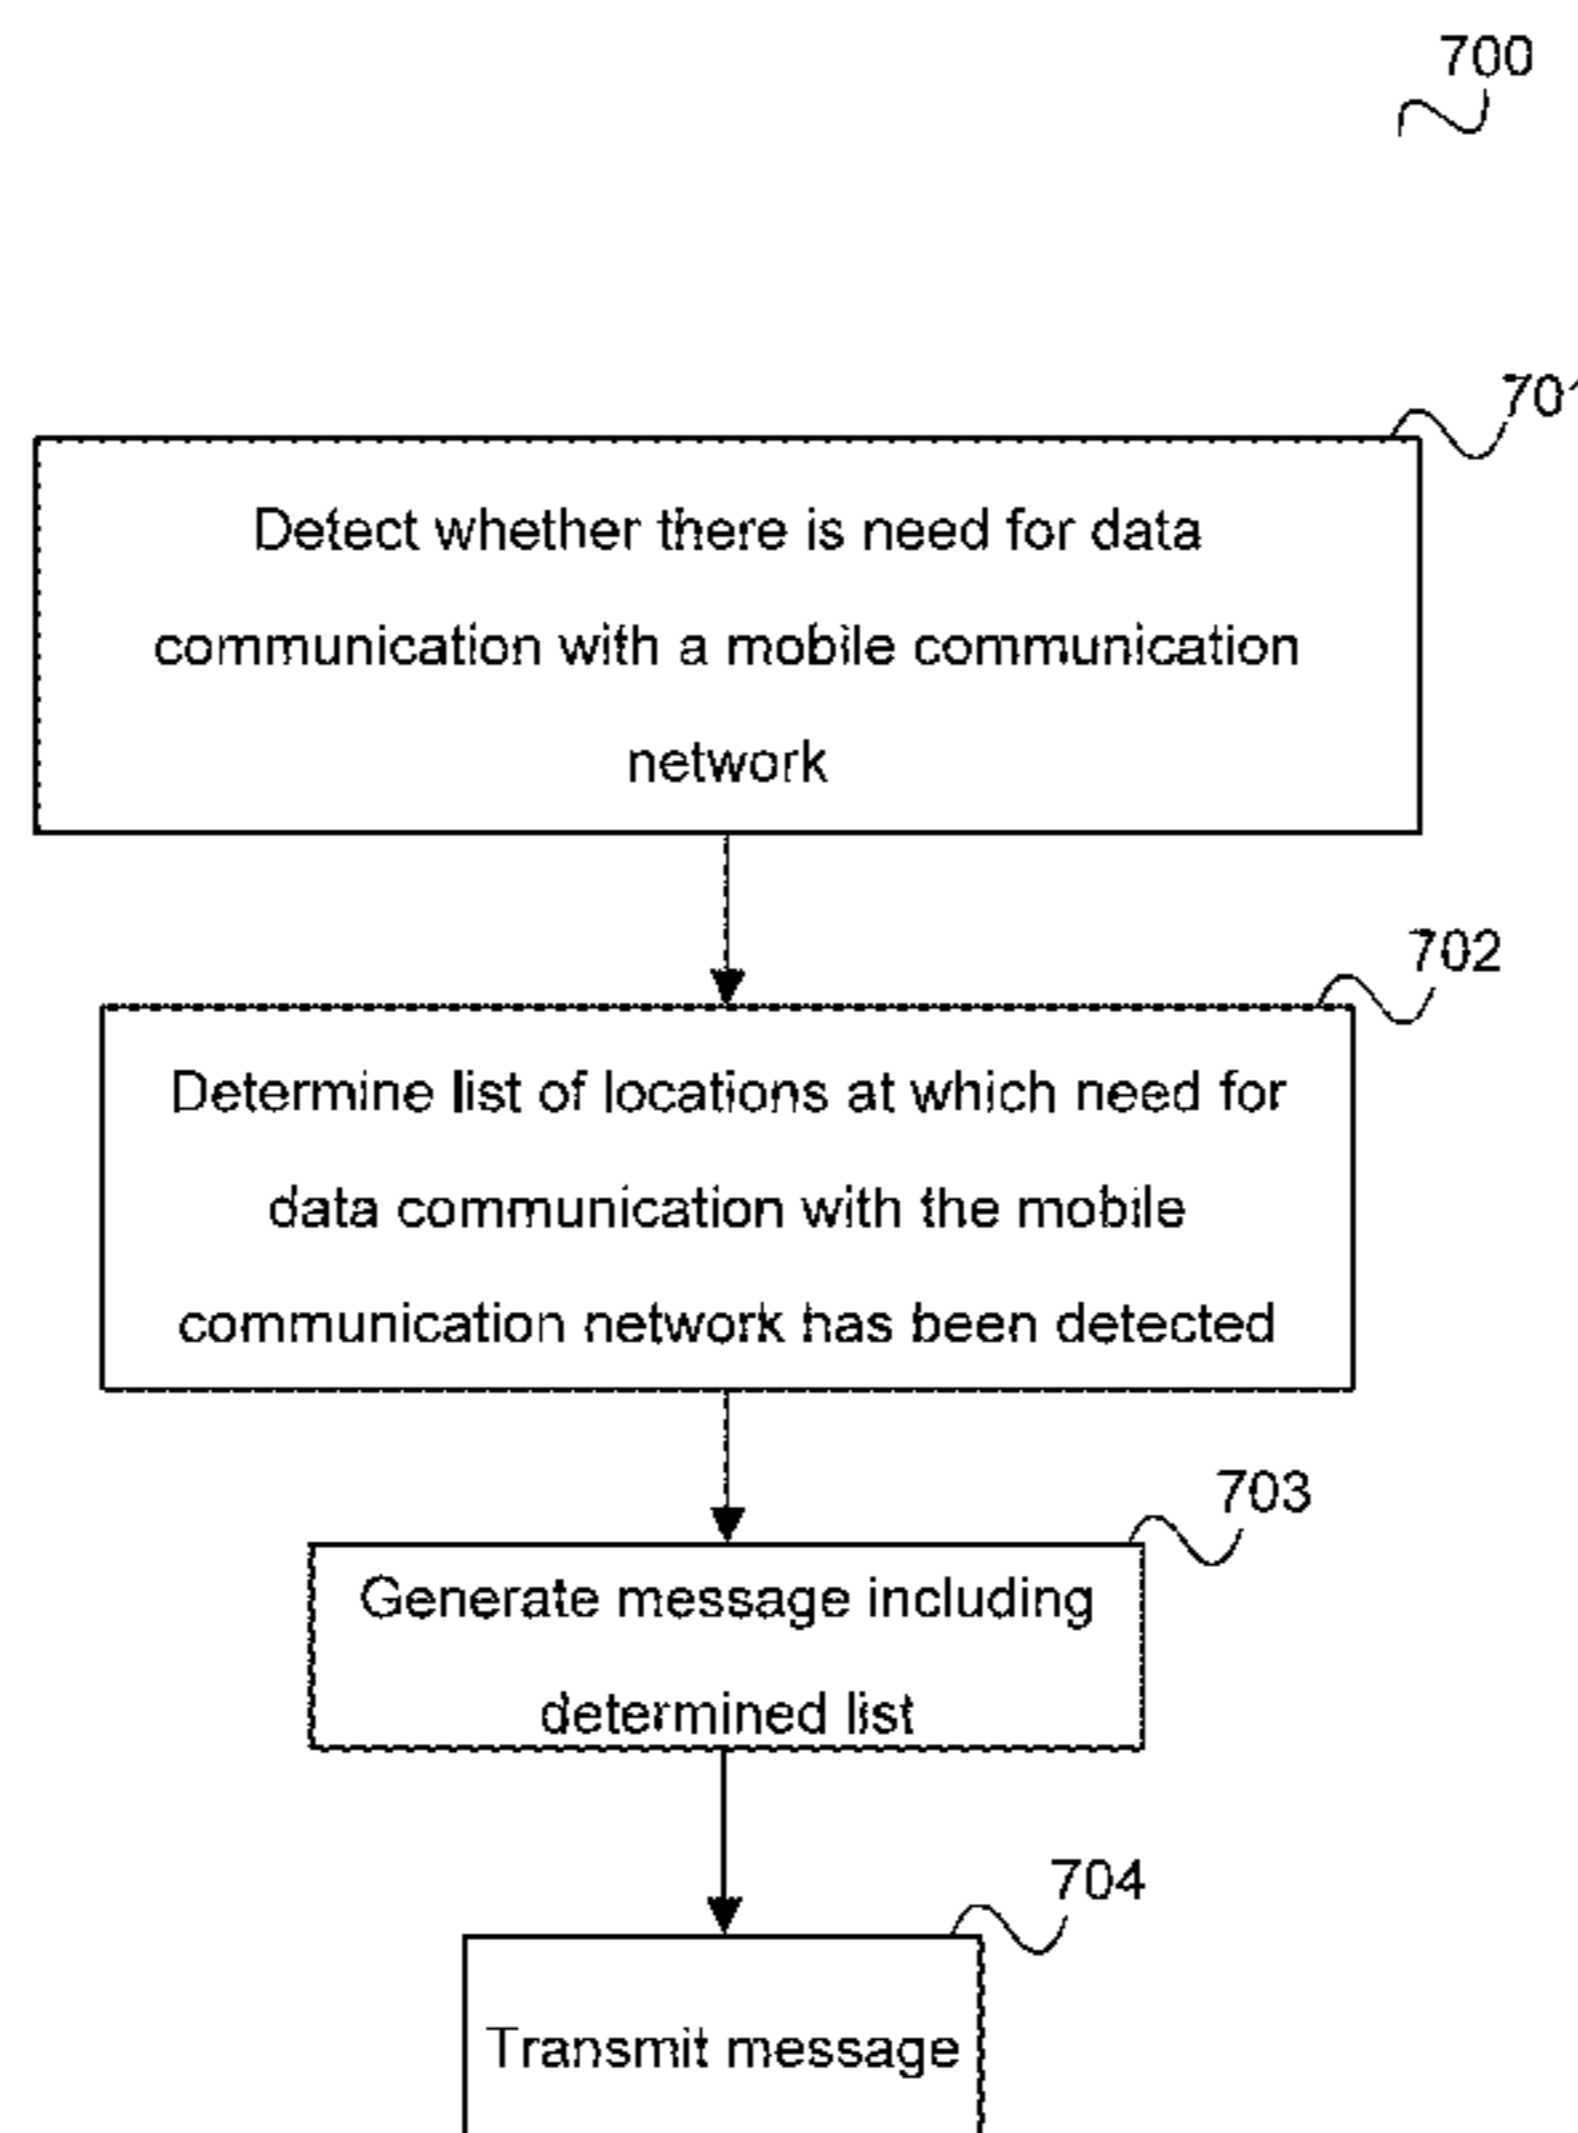 700
701
Detect whether there is need for data
communication with a mobile communication
network
702
Determine list of locations at which need for
data communication with the mobile
communication network has been detected
703
Generate message including
determined list
704
Transmit message